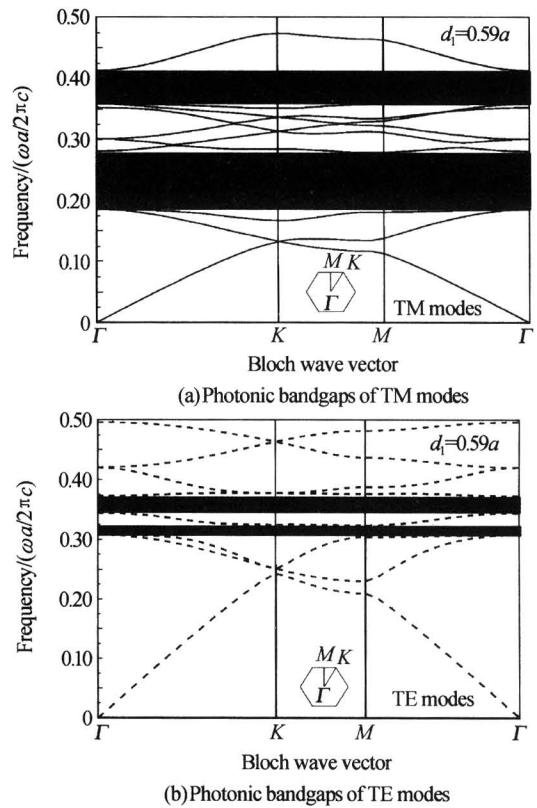 0.50
d₁=0.59a
0.40
0.30
0.20
0.10
0
Frequency/(ωa/2πc)
M K
Γ
TM modes
Γ K M Γ
Bloch wave vector
(a)Photonic bandgaps of TM modes
0.50
d₁=0.59a
0.40
0.30
0.20
0.10
0
Frequency/(ωa/2πc)
M K
Γ
TE modes
Γ K M Γ
Bloch wave vector
(b)Photonic bandgaps of TE modes